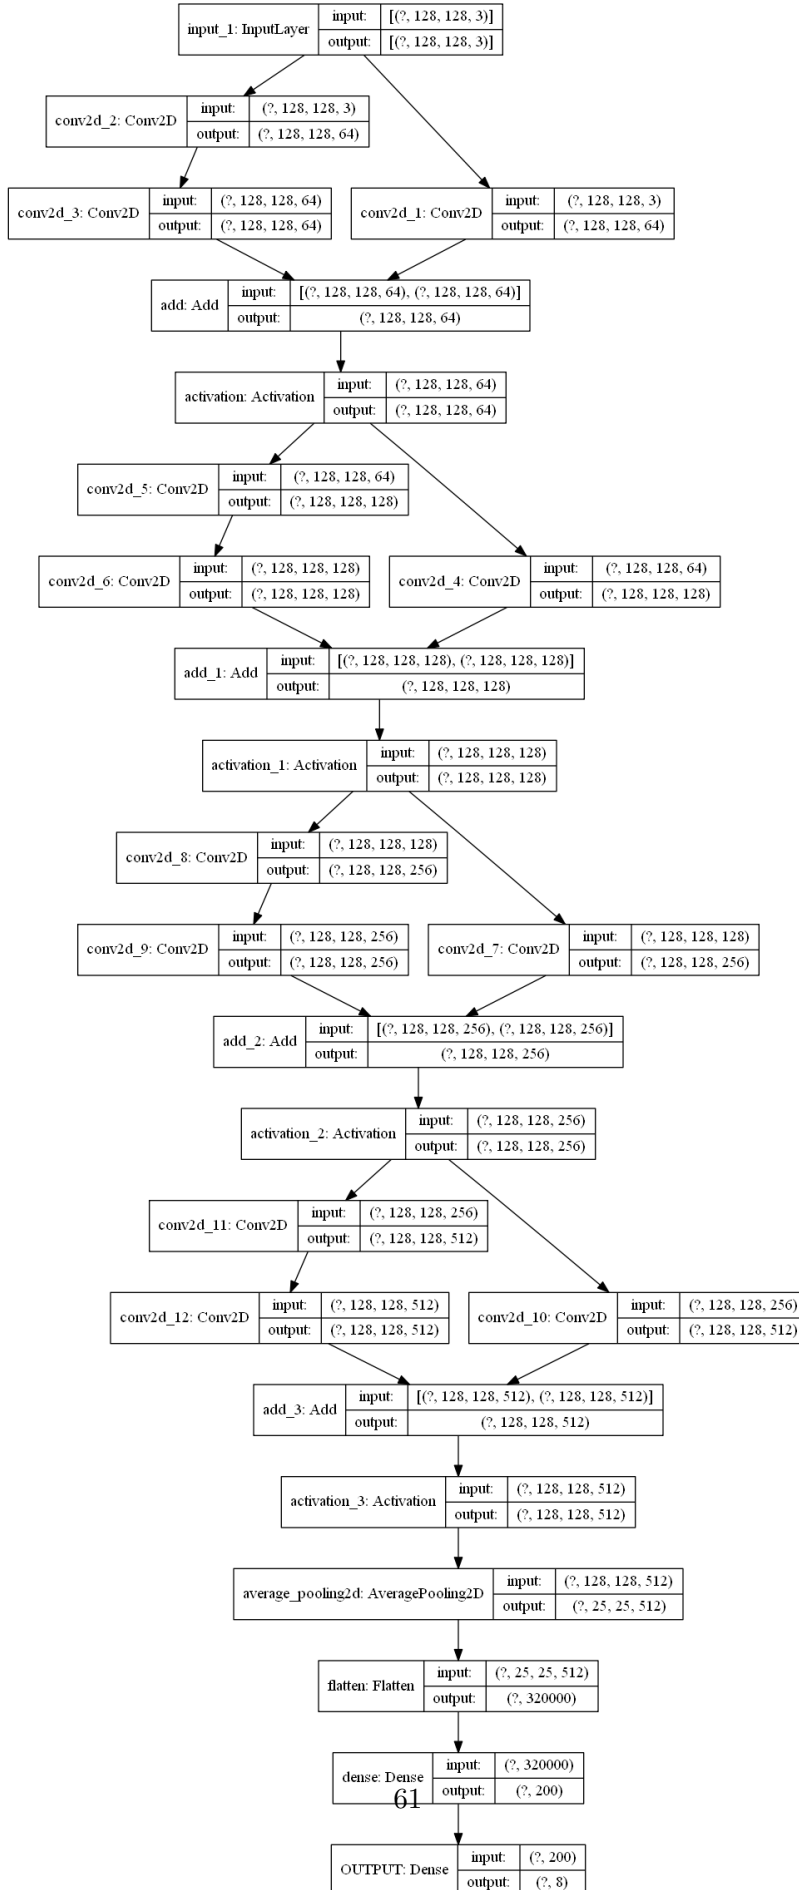 input_1: InputLayer
input: [(?, 128, 128, 3)]
output: [(?, 128, 128, 3)]
conv2d_2: Conv2D
input: (?, 128, 128, 3)
output: (?, 128, 128, 64)
conv2d_3: Conv2D
input: (?, 128, 128, 64)
output: (?, 128, 128, 64)
conv2d_1: Conv2D
input: (?, 128, 128, 3)
output: (?, 128, 128, 64)
add: Add
input: [(?, 128, 128, 64), (?, 128, 128, 64)]
output: (?, 128, 128, 64)
activation: Activation
input: (?, 128, 128, 64)
output: (?, 128, 128, 64)
conv2d_5: Conv2D
input: (?, 128, 128, 64)
output: (?, 128, 128, 128)
conv2d_6: Conv2D
input: (?, 128, 128, 128)
output: (?, 128, 128, 128)
conv2d_4: Conv2D
input: (?, 128, 128, 64)
output: (?, 128, 128, 128)
add_1: Add
input: [(?, 128, 128, 128), (?, 128, 128, 128)]
output: (?, 128, 128, 128)
activation_1: Activation
input: (?, 128, 128, 128)
output: (?, 128, 128, 128)
conv2d_8: Conv2D
input: (?, 128, 128, 128)
output: (?, 128, 128, 256)
conv2d_9: Conv2D
input: (?, 128, 128, 256)
output: (?, 128, 128, 256)
conv2d_7: Conv2D
input: (?, 128, 128, 128)
output: (?, 128, 128, 256)
add_2: Add
input: [(?, 128, 128, 256), (?, 128, 128, 256)]
output: (?, 128, 128, 256)
activation_2: Activation
input: (?, 128, 128, 256)
output: (?, 128, 128, 256)
conv2d_11: Conv2D
input: (?, 128, 128, 256)
output: (?, 128, 128, 512)
conv2d_12: Conv2D
input: (?, 128, 128, 512)
output: (?, 128, 128, 512)
conv2d_10: Conv2D
input: (?, 128, 128, 256)
output: (?, 128, 128, 512)
add_3: Add
input: [(?, 128, 128, 512), (?, 128, 128, 512)]
output: (?, 128, 128, 512)
activation_3: Activation
input: (?, 128, 128, 512)
output: (?, 128, 128, 512)
average_pooling2d: AveragePooling2D
input: (?, 128, 128, 512)
output: (?, 25, 25, 512)
flatten: Flatten
input: (?, 25, 25, 512)
output: (?, 320000)
dense: Dense
input: (?, 320000)
output: (?, 200)
61
OUTPUT: Dense
input: (?, 200)
output: (?, 8)